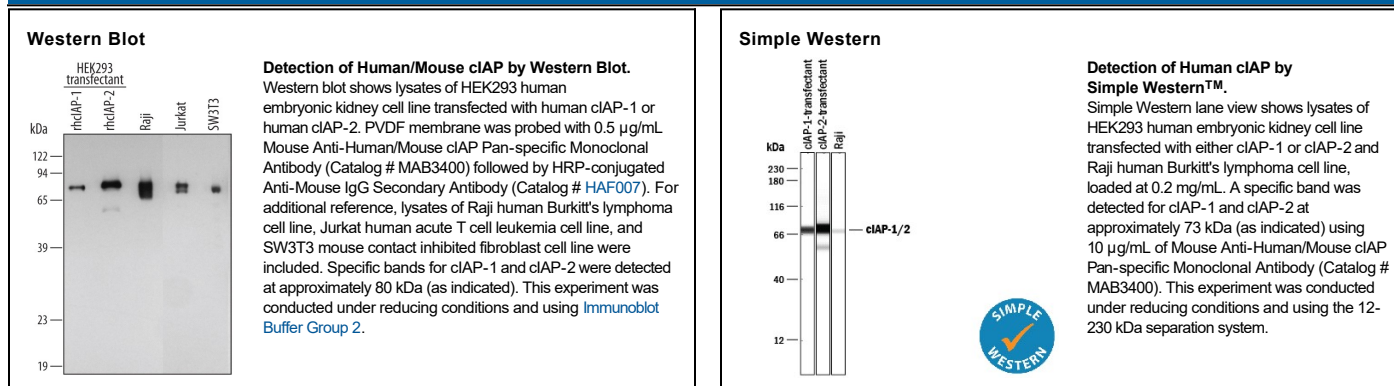 Western Blot
HEK293
transfectant
rhcIAP-1
rhcIAP-2
Raji
Jurkat
SW3T3
kDa
122
94
65
39
23
19
Detection of Human/Mouse cIAP by Western Blot.
Western blot shows lysates of HEK293 human
embryonic kidney cell line transfected with human cIAP-1 or
human cIAP-2. PVDF membrane was probed with 0.5 µg/mL
Mouse Anti-Human/Mouse cIAP Pan-specific Monoclonal
Antibody (Catalog # MAB3400) followed by HRP-conjugated
Anti-Mouse IgG Secondary Antibody (Catalog # HAF007). For
additional reference, lysates of Raji human Burkitt's lymphoma
cell line, Jurkat human acute T cell leukemia cell line, and
SW3T3 mouse contact inhibited fibroblast cell line were
included. Specific bands for cIAP-1 and cIAP-2 were detected
at approximately 80 kDa (as indicated). This experiment was
conducted under reducing conditions and using Immunoblot
Buffer Group 2.
Simple Western
cIAP-1-transfectant
cIAP-2-transfectant
Raji
kDa
230
180
116
66
40
12
cIAP-1/2
SIMPLE
WESTERN
Detection of Human cIAP by
Simple Western™.
Simple Western lane view shows lysates of
HEK293 human embryonic kidney cell line
transfected with either cIAP-1 or cIAP-2 and
Raji human Burkitt's lymphoma cell line,
loaded at 0.2 mg/mL. A specific band was
detected for cIAP-1 and cIAP-2 at
approximately 73 kDa (as indicated) using
10 µg/mL of Mouse Anti-Human/Mouse cIAP
Pan-specific Monoclonal Antibody (Catalog #
MAB3400). This experiment was conducted
under reducing conditions and using the 12-
230 kDa separation system.